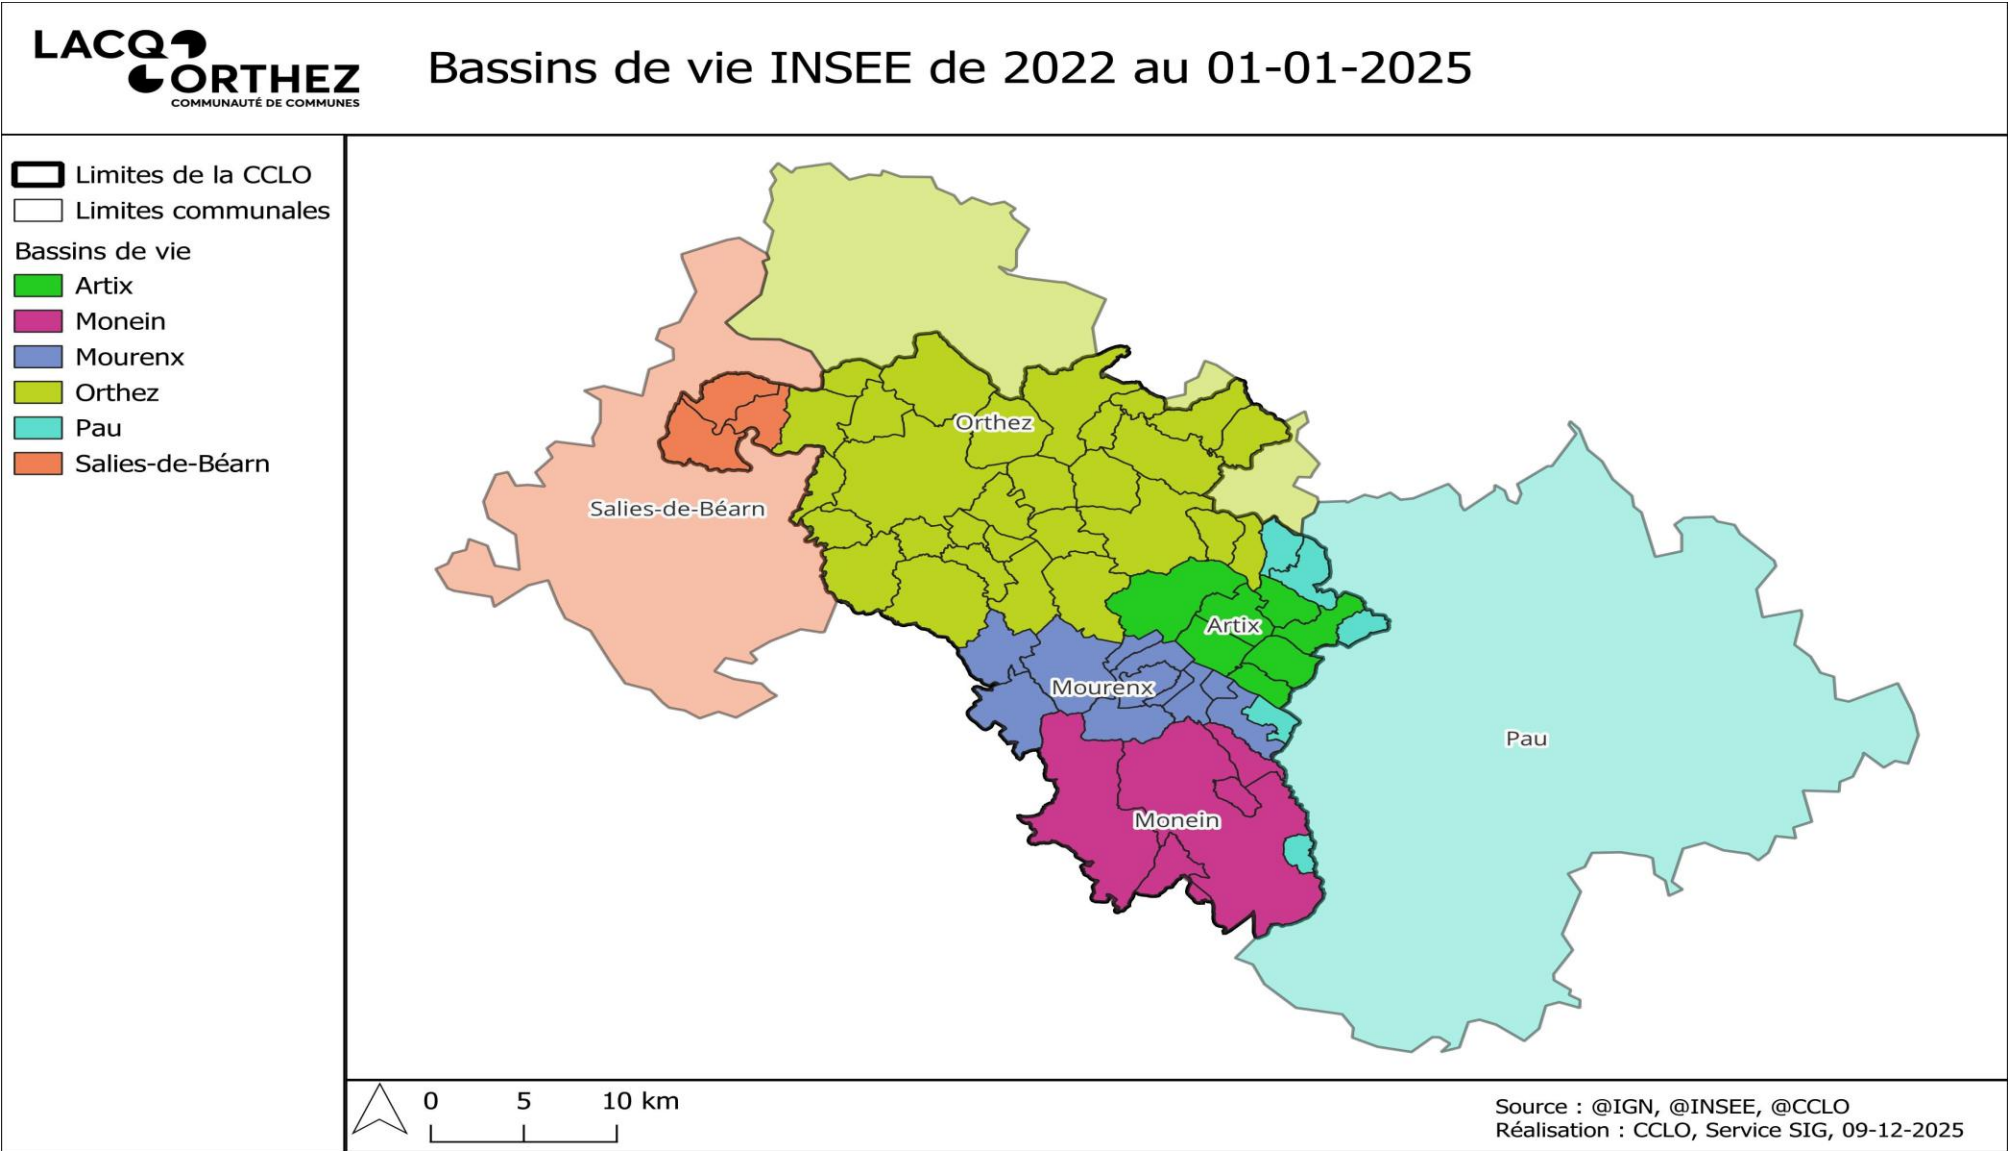 LACQ
ORTHEZ
COMMUNAUTÉ DE COMMUNES
Bassins de vie INSEE de 2022 au 01-01-2025
Limites de la CCLO
Limites communales
Bassins de vie
Artix
Monein
Mourenx
Orthez
Pau
Salies-de-Béarn
Orthez
Salies-de-Béarn
Artix
Mourenx
Pau
Monein
0 5 10 km
Source : @IGN, @INSEE, @CCLO
Réalisation : CCLO, Service SIG, 09-12-2025